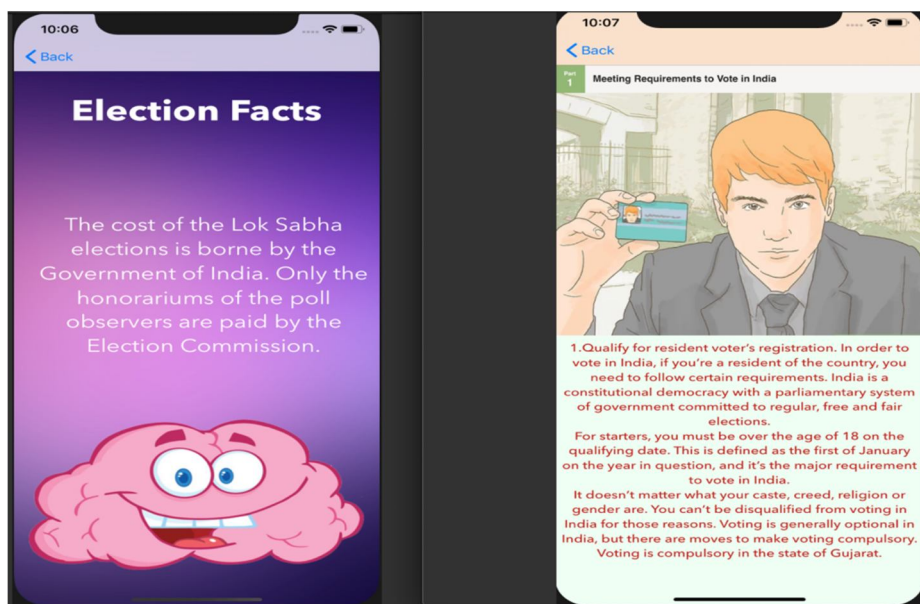 10:06
Back
Election Facts
The cost of the Lok Sabha
elections is borne by the
Government of India. Only the
honorariums of the poll
observers are paid by the
Election Commission.
10:07
Back
Part
1
Meeting Requirements to Vote in India
1.Qualify for resident voter's registration. In order to
vote in India, if you're a resident of the country, you
need to follow certain requirements. India is a
constitutional democracy with a parliamentary system
of government committed to regular, free and fair
elections.
For starters, you must be over the age of 18 on the
qualifying date. This is defined as the first of January
on the year in question, and it's the major requirement
to vote in India.
It doesn't matter what your caste, creed, religion or
gender are. You can't be disqualified from voting in
India for those reasons. Voting is generally optional in
India, but there are moves to make voting compulsory.
Voting is compulsory in the state of Gujarat.